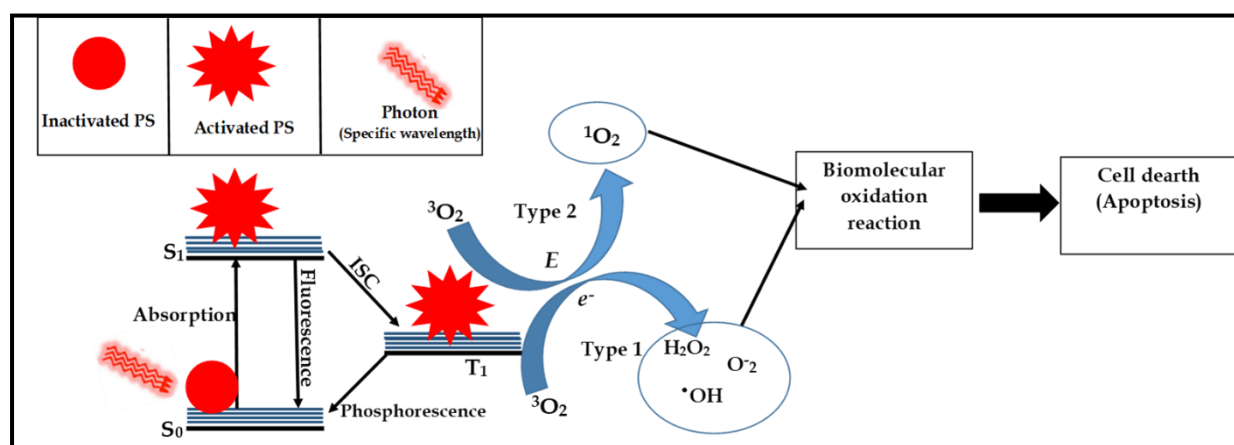 Inactivated PS
Activated PS
Photon
(Specific wavelength)
¹O₂
³O₂
Type 2
E
S₁
ISC
Fluorescence
Absorption
T₁
e⁻
Type 1
H₂O₂
O⁻₂
•OH
³O₂
Phosphorescence
S₀
Biomolecular
oxidation
reaction
Cell dearth
(Apoptosis)